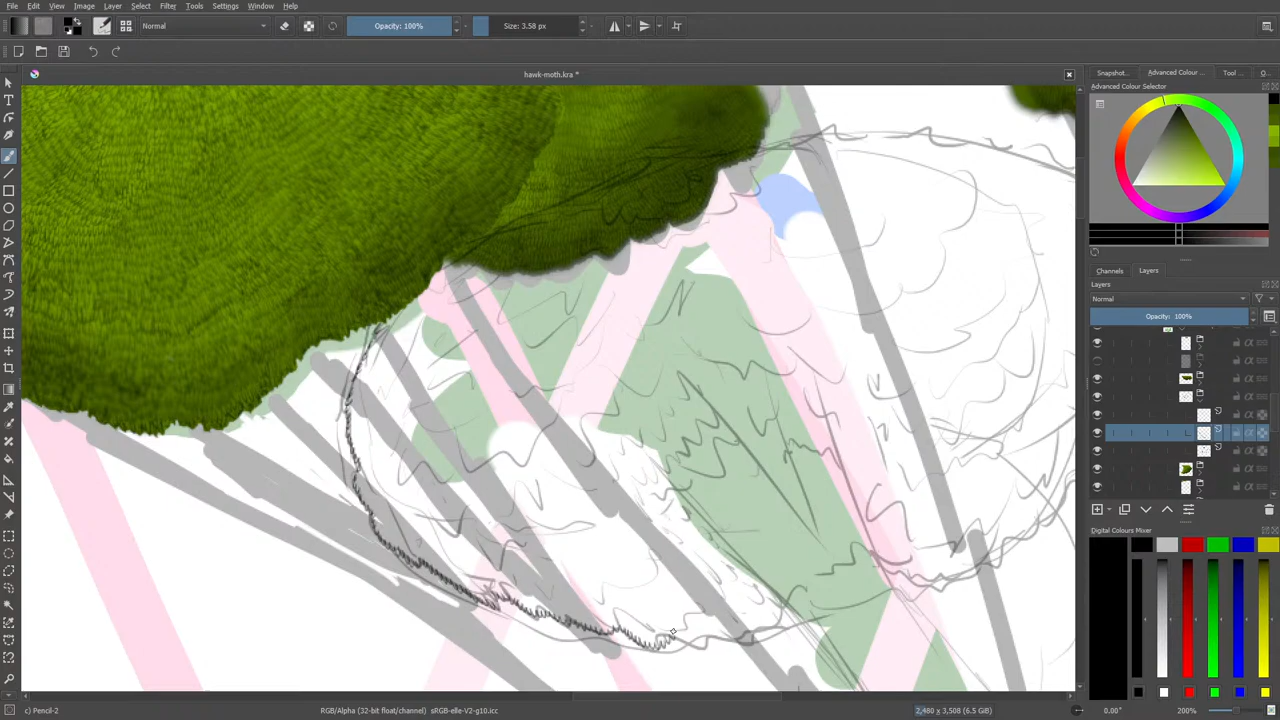 File Edit View Image Layer Select Filter Tools Settings Window Help
Normal Opacity: 100% Size: 3.58 px
hawk-moth.kra *
Snapshot... Advanced Colour ... Tool ... O...
Advanced Colour Selector
Channels Layers
Layers
Normal
Opacity: 100%
Digital Colours Mixer
c) Pencil-2 RGB/Alpha (32-bit float/channel) sRGB-elle-V2-g10.icc 2,480 x 3,508 (6.5 GiB) 0.00° 200%